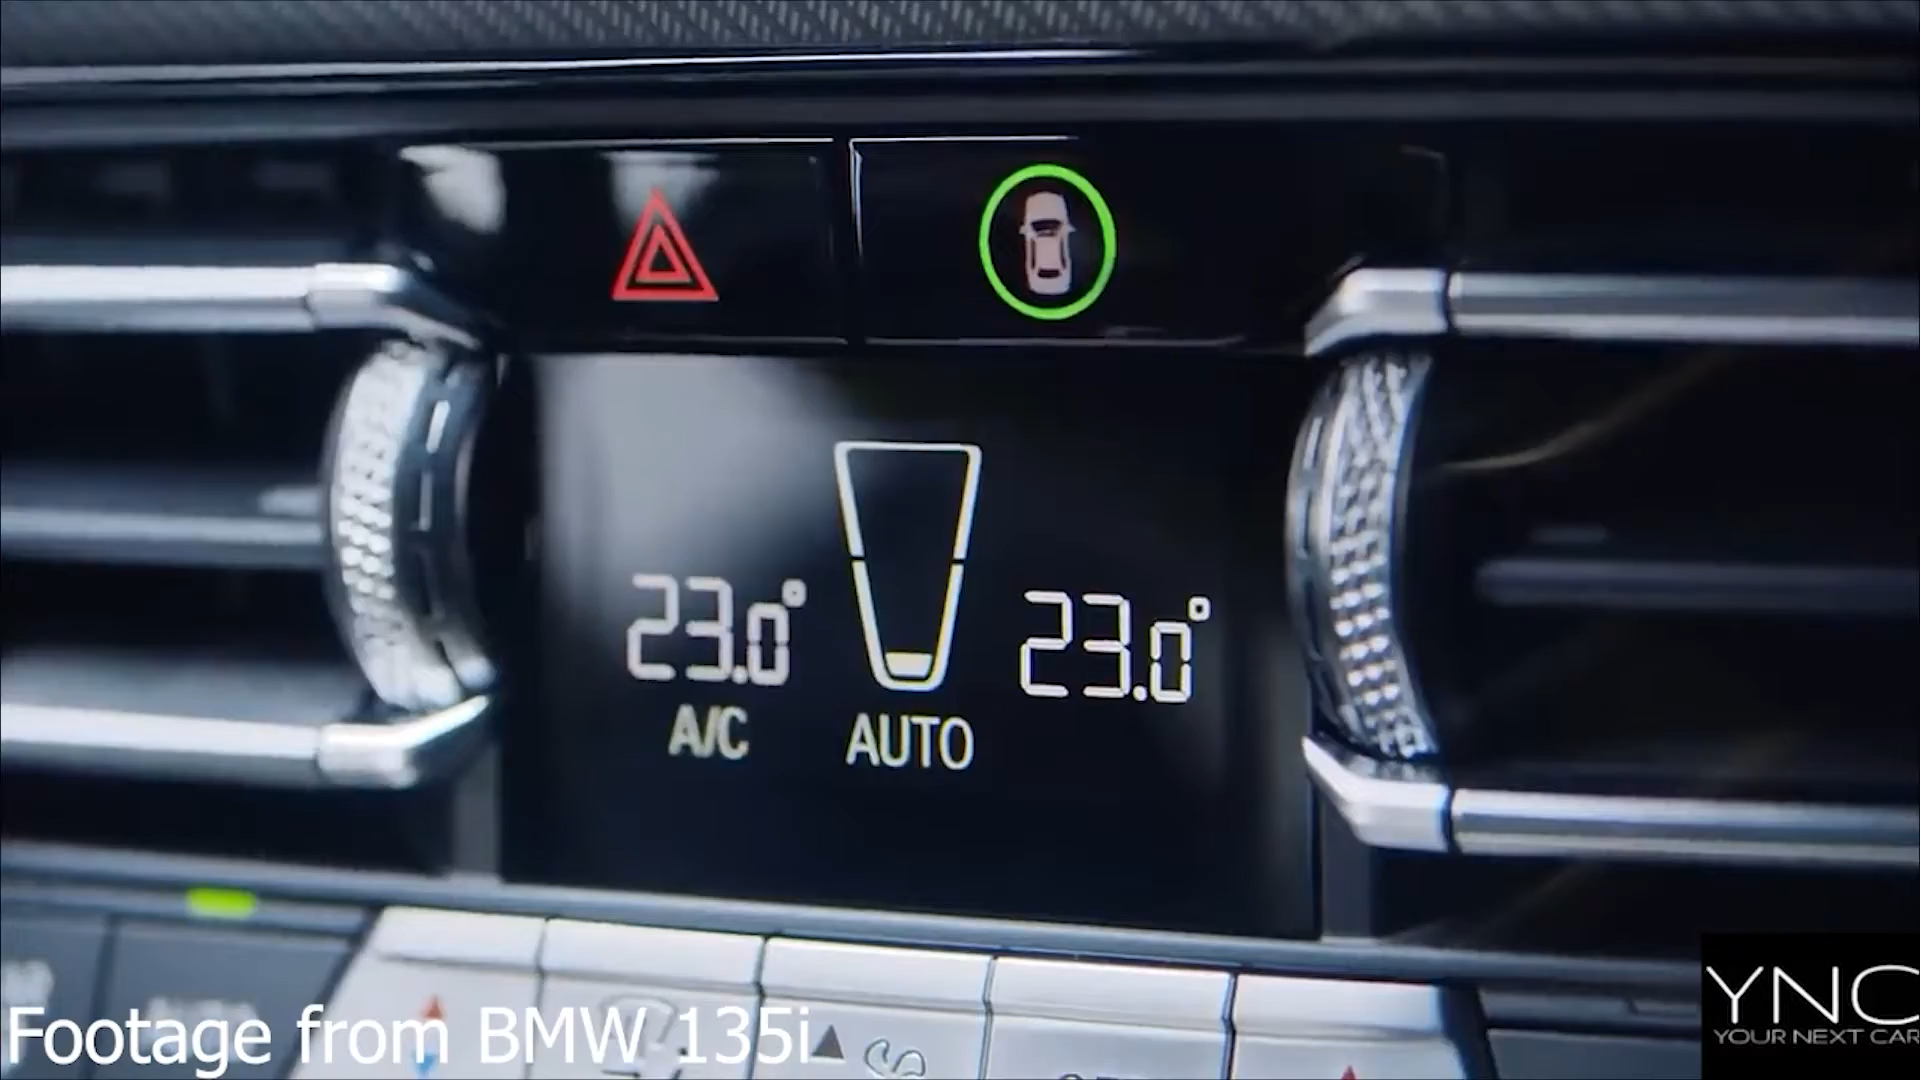 23.0°
23.0°
A/C
AUTO
Footage from BMW 135i
YNC
YOUR NEXT CAR